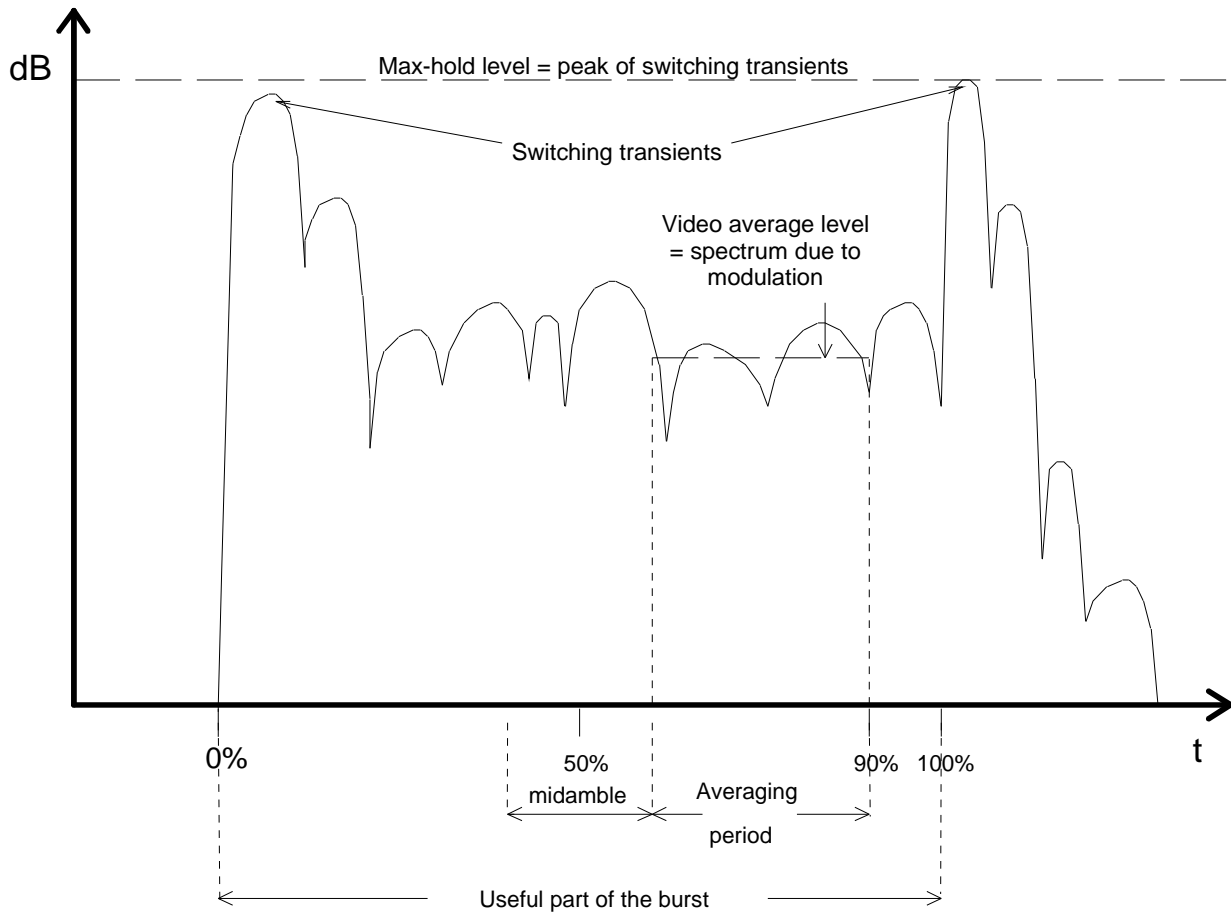 dB
Max-hold level = peak of switching transients
Switching transients
Video average level
= spectrum due to
modulation
0%
50%
90%
100%
t
midamble
Averaging
period
Useful part of the burst